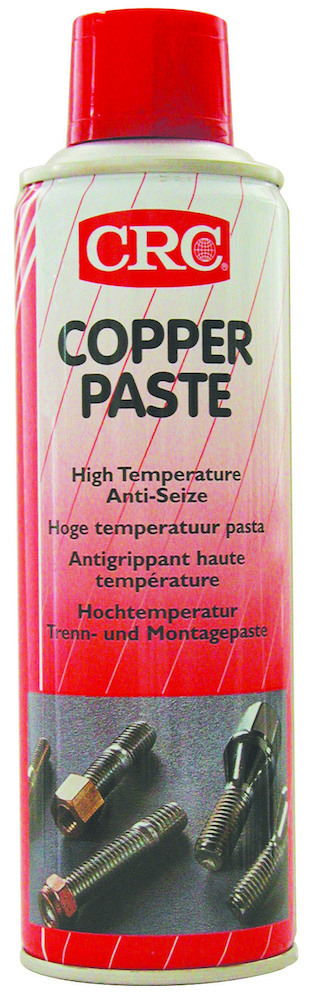 CRC®
COPPER
PASTE
High Temperature
Anti-Seize
Hoge temperatuur pasta
Antigrippant haute
température
Hochtemperatur
Trenn- und Montagepaste